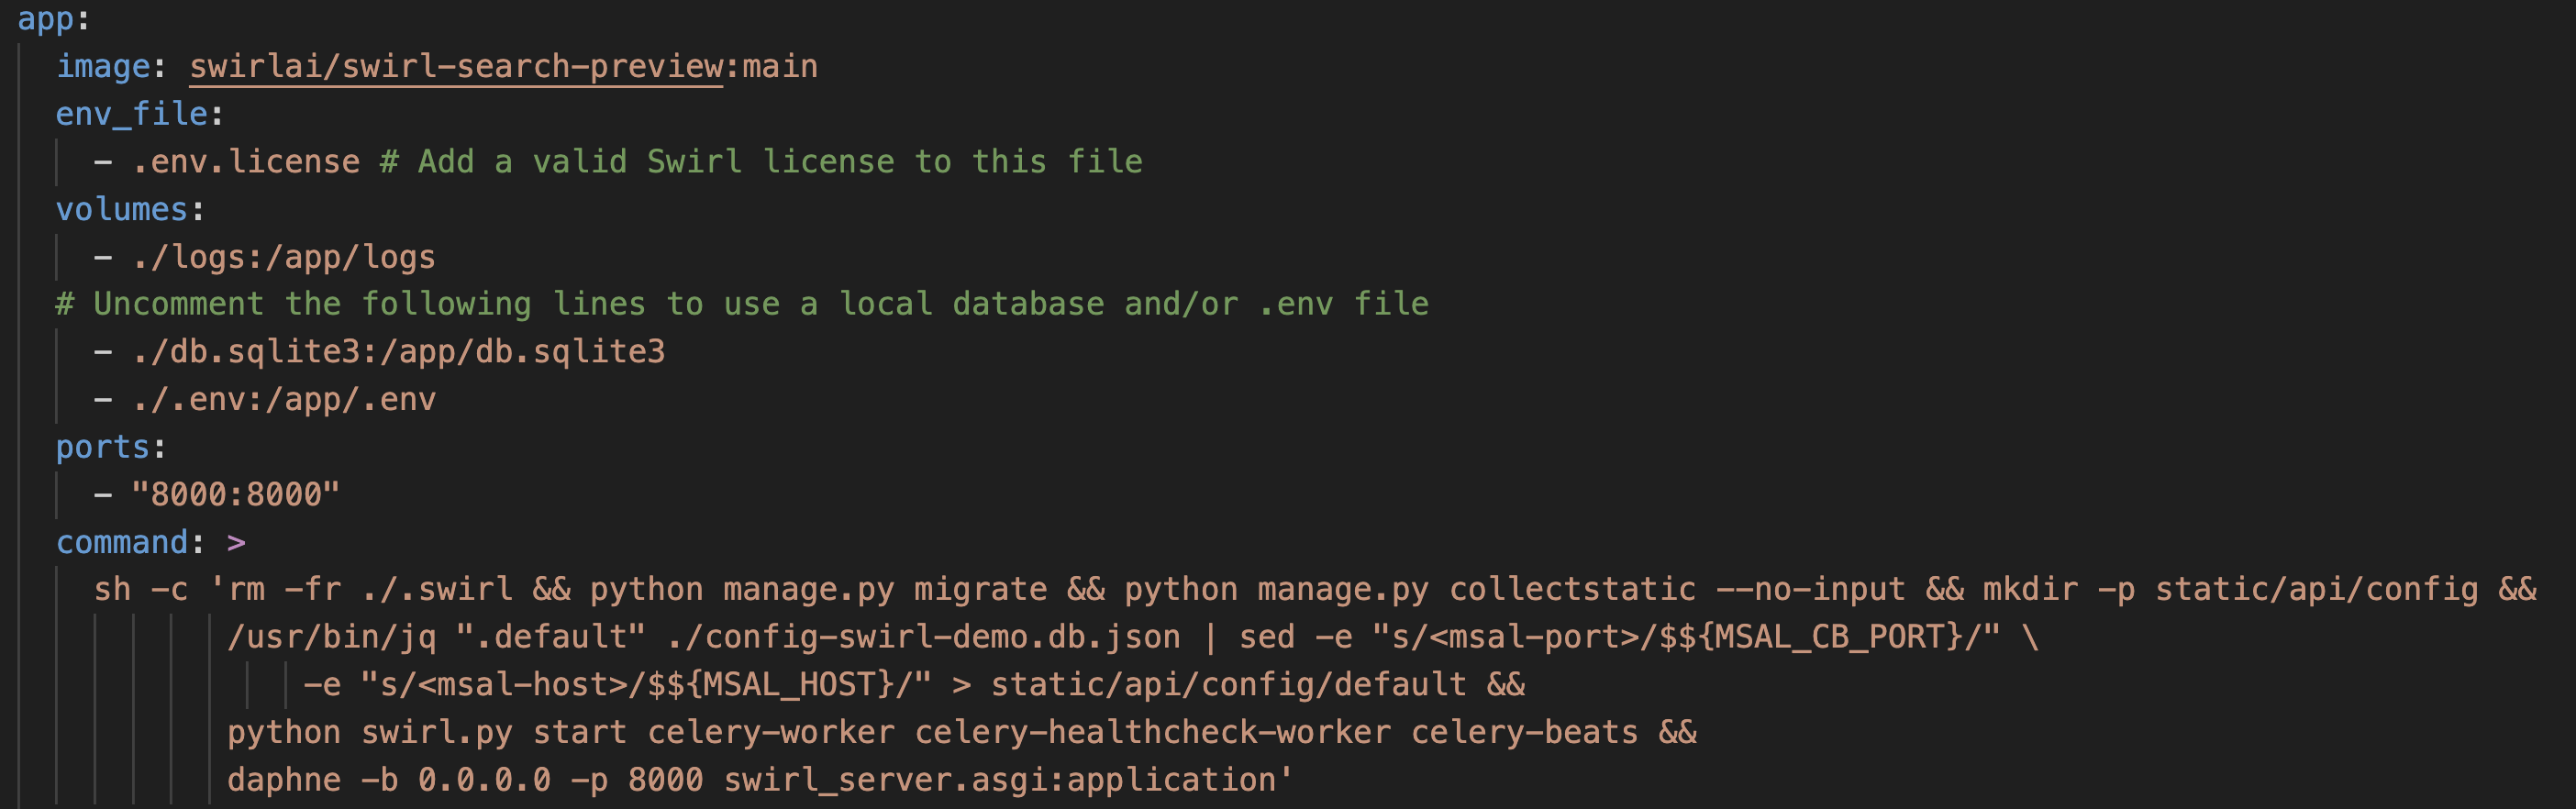 app:
  image: swirlai/swirl-search-preview:main
  env_file:
    - .env.license # Add a valid Swirl license to this file
  volumes:
    - ./logs:/app/logs
  # Uncomment the following lines to use a local database and/or .env file
    - ./db.sqlite3:/app/db.sqlite3
    - ./.env:/app/.env
  ports:
    - "8000:8000"
  command: >
    sh -c 'rm -fr ./.swirl && python manage.py migrate && python manage.py collectstatic --no-input && mkdir -p static/api/config &&
           /usr/bin/jq ".default" ./config-swirl-demo.db.json | sed -e "s/<msal-port>/$${MSAL_CB_PORT}/" \
               -e "s/<msal-host>/$${MSAL_HOST}/" > static/api/config/default &&
           python swirl.py start celery-worker celery-healthcheck-worker celery-beats &&
           daphne -b 0.0.0.0 -p 8000 swirl_server.asgi:application'